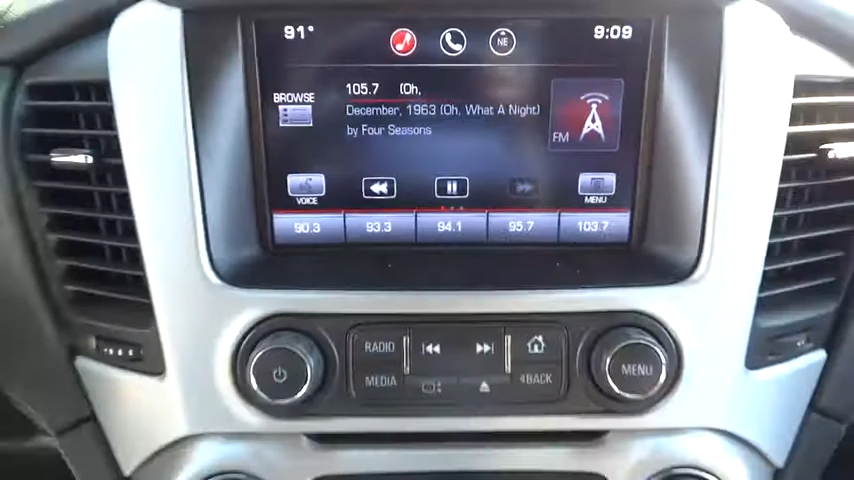 91°
NE
9:09
BROWSE
105.7 (Oh,
December, 1963 (Oh, What A Night)
by Four Seasons
FM
VOICE
MENU
90.3 93.3 94.1 95.7 103.7
RADIO
MEDIA
BACK
MENU